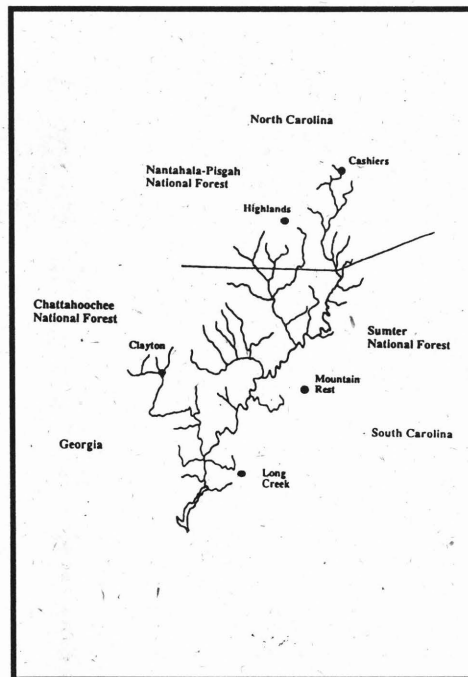 North Carolina
Cashiers
Nantahala-Pisgah
National Forest
Highlands
Chattahoochee
National Forest
Sumter
National Forest
Clayton
Mountain
Rest
South Carolina
Georgia
Long
Creek